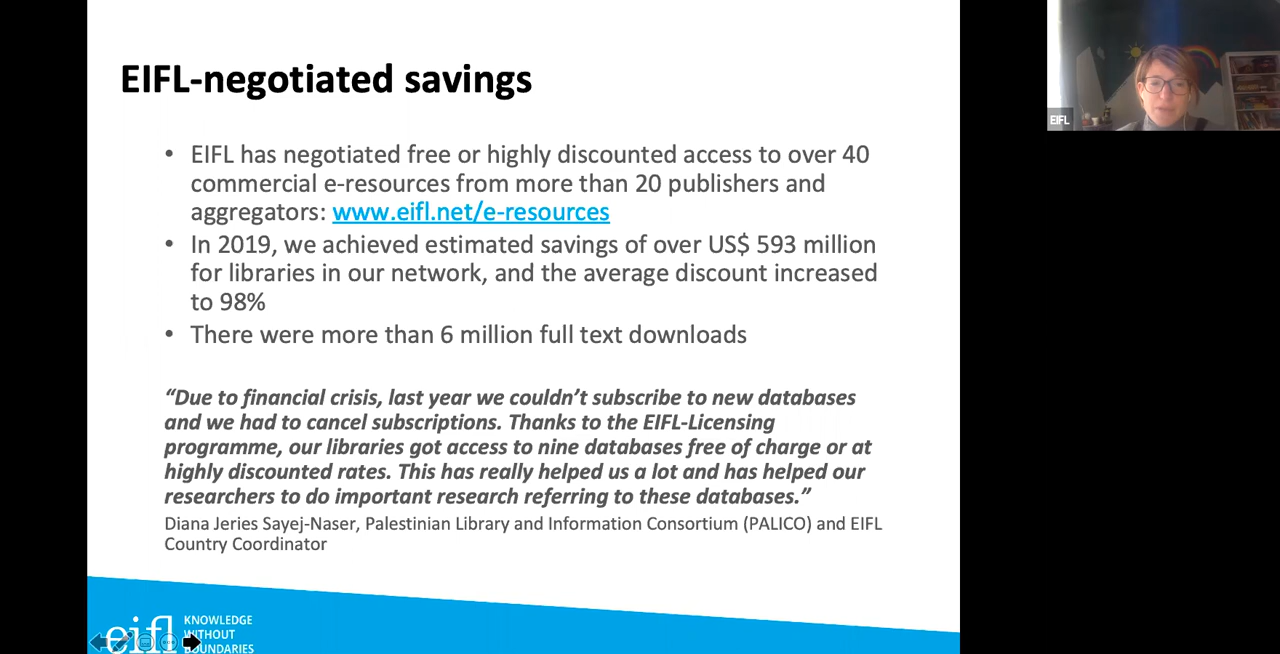 EIFL-negotiated savings
EIFL
• EIFL has negotiated free or highly discounted access to over 40
commercial e-resources from more than 20 publishers and
aggregators: www.eifl.net/e-resources
• In 2019, we achieved estimated savings of over US$ 593 million
for libraries in our network, and the average discount increased
to 98%
• There were more than 6 million full text downloads
“Due to financial crisis, last year we couldn’t subscribe to new databases
and we had to cancel subscriptions. Thanks to the EIFL-Licensing
programme, our libraries got access to nine databases free of charge or at
highly discounted rates. This has really helped us a lot and has helped our
researchers to do important research referring to these databases.”
Diana Jeries Sayej-Naser, Palestinian Library and Information Consortium (PALICO) and EIFL
Country Coordinator
eifl
KNOWLEDGE
WITHOUT
BOUNDARIES